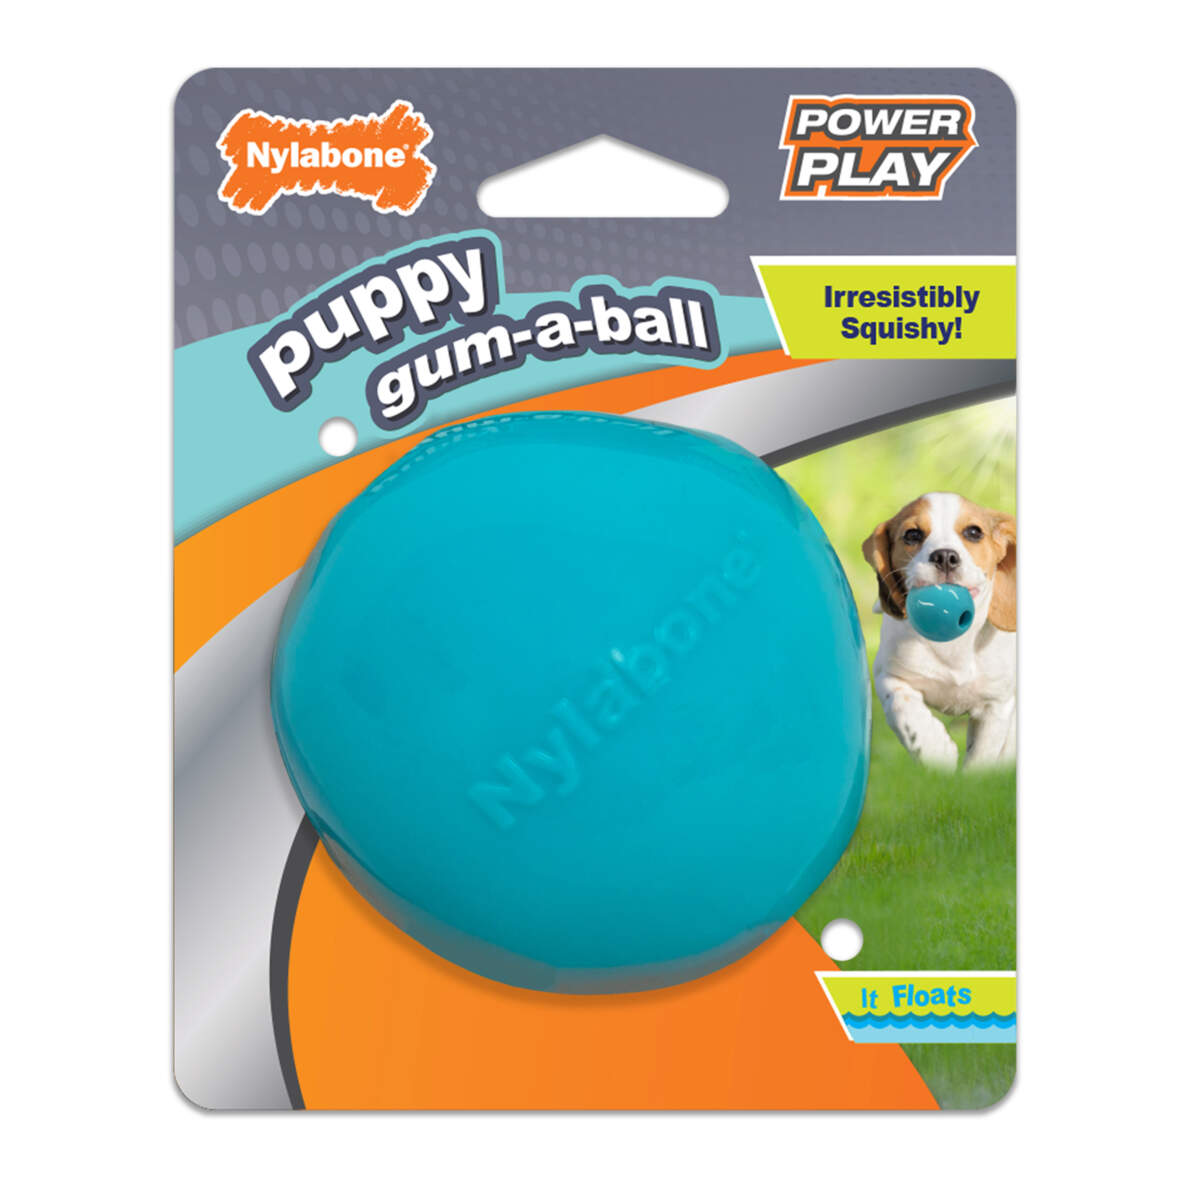 Nylabone®
POWER
PLAY
puppy
gum-a-ball
Irresistibly
Squishy!
Nylabone
It Floats